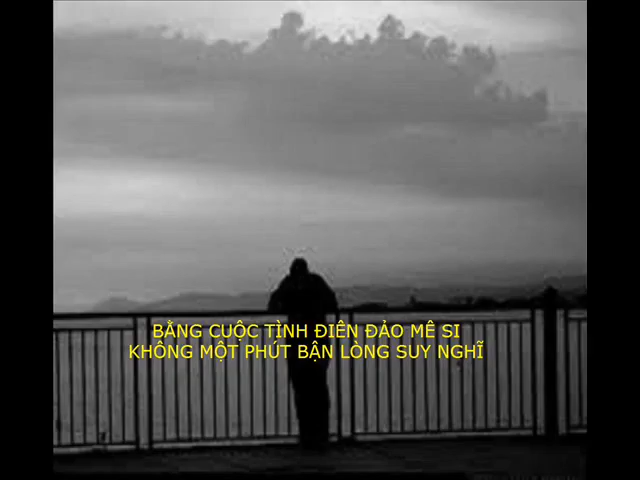 BẰNG CUỘC TÌNH ĐIÊN ĐẢO MÊ SI
KHÔNG MỘT PHÚT BẬN LÒNG SUY NGHĨ